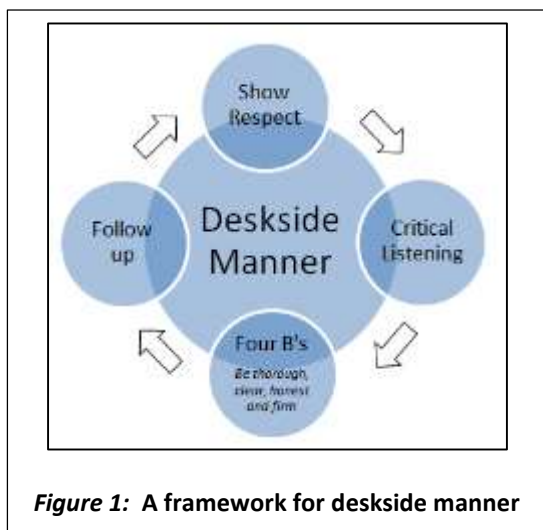 Show
Respect
Deskside
Manner
Follow
up
Critical
Listening
Four B's
Be thorough,
clear, honest
and firm
Figure 1: A framework for deskside manner